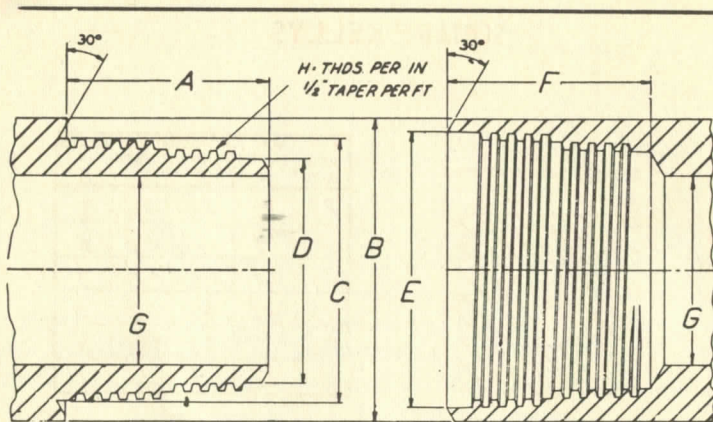 30°
A
H· THDS. PER IN
1/2" TAPER PER FT
30°
F
D
B
C
E
G
G